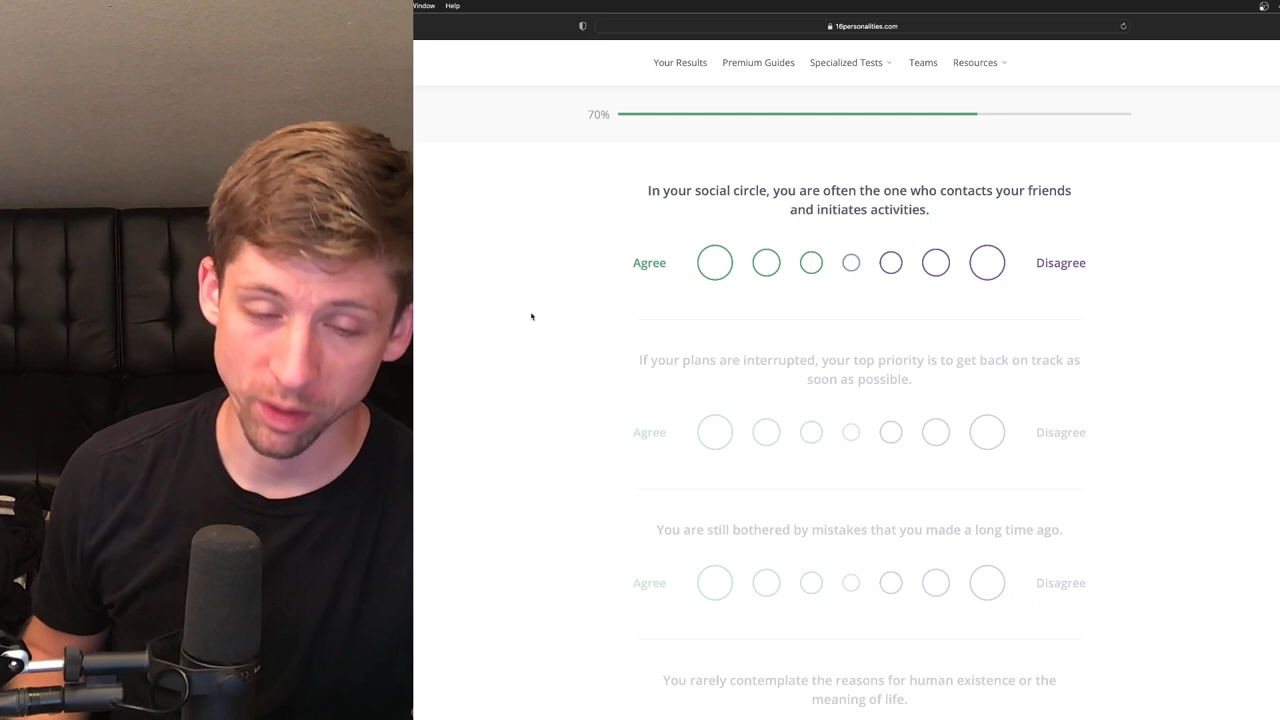 Window Help
16personalities.com
Your Results Premium Guides Specialized Tests Teams Resources
70%
In your social circle, you are often the one who contacts your friends
and initiates activities.
Agree Disagree
If your plans are interrupted, your top priority is to get back on track as
soon as possible.
Agree Disagree
You are still bothered by mistakes that you made a long time ago.
Agree Disagree
You rarely contemplate the reasons for human existence or the
meaning of life.